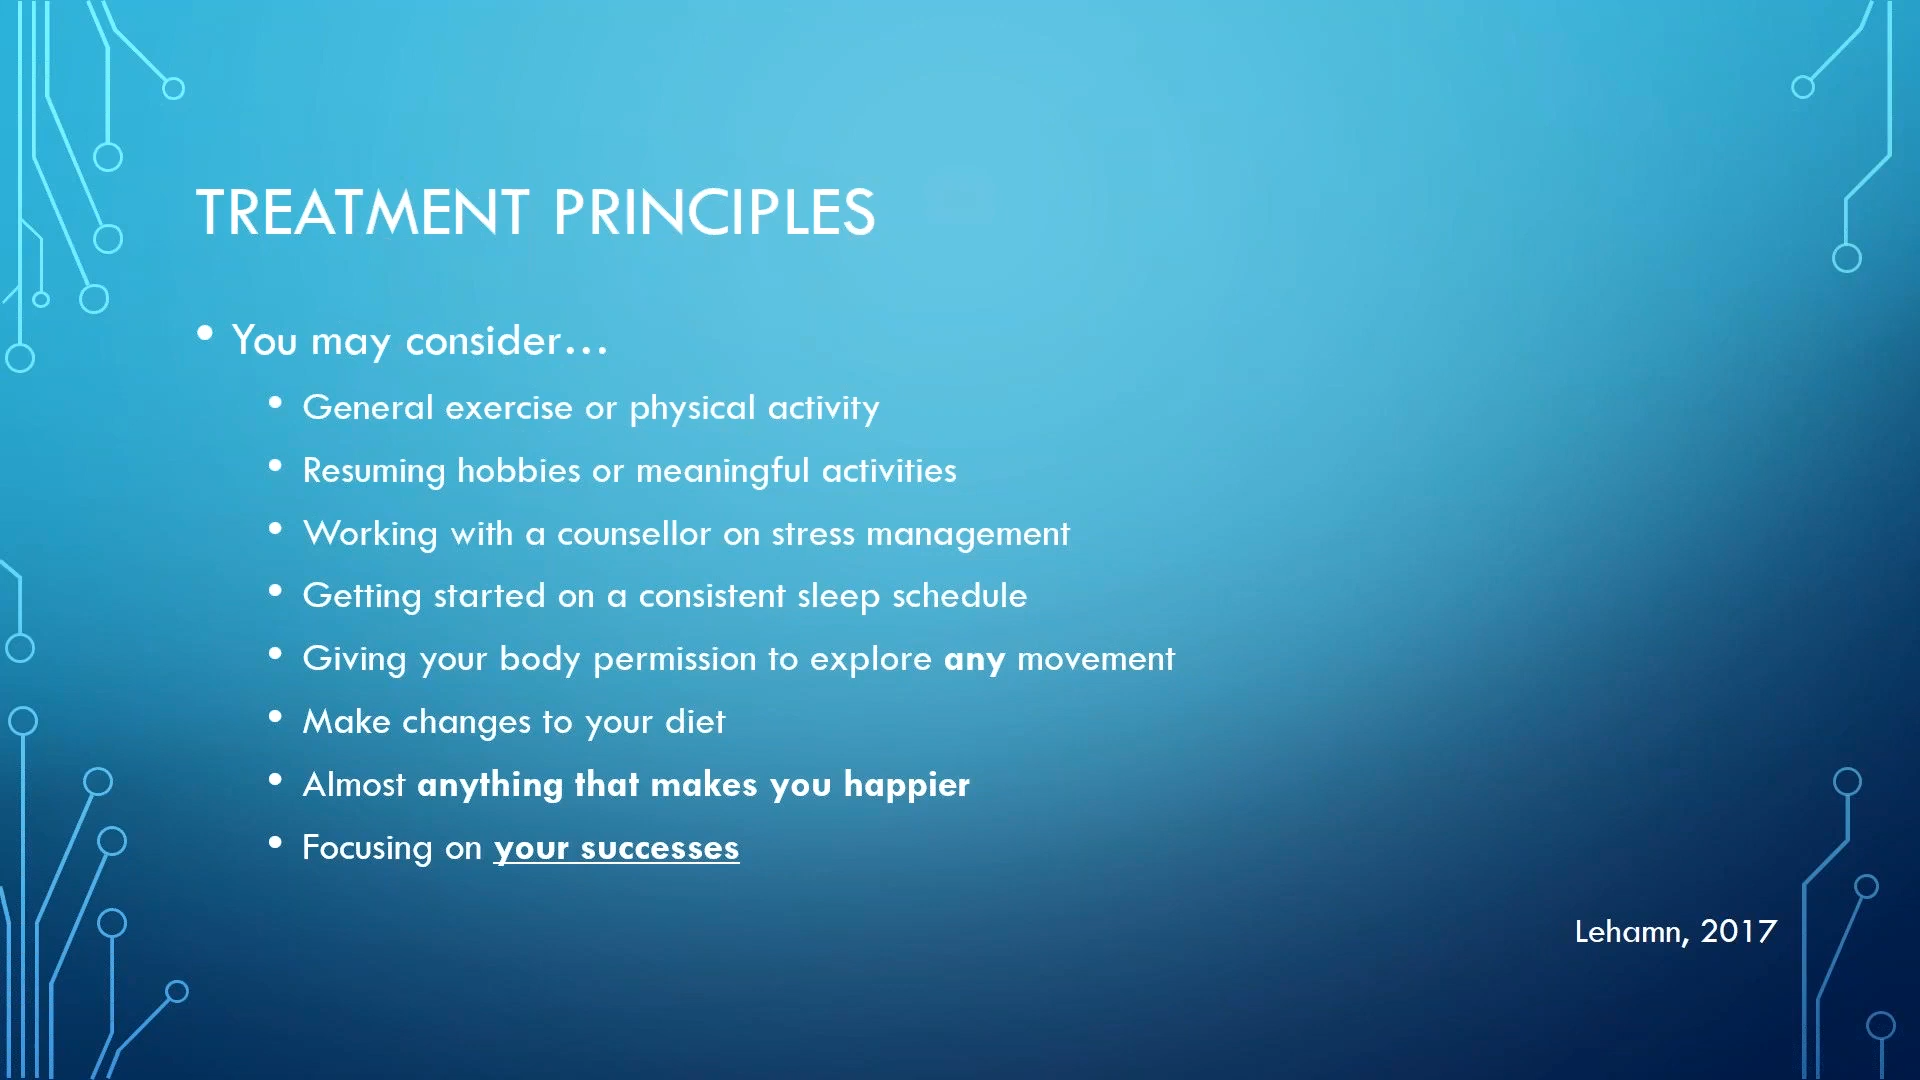 TREATMENT PRINCIPLES
• You may consider…
• General exercise or physical activity
• Resuming hobbies or meaningful activities
• Working with a counsellor on stress management
• Getting started on a consistent sleep schedule
• Giving your body permission to explore any movement
• Make changes to your diet
• Almost anything that makes you happier
• Focusing on your successes
Lehamn, 2017